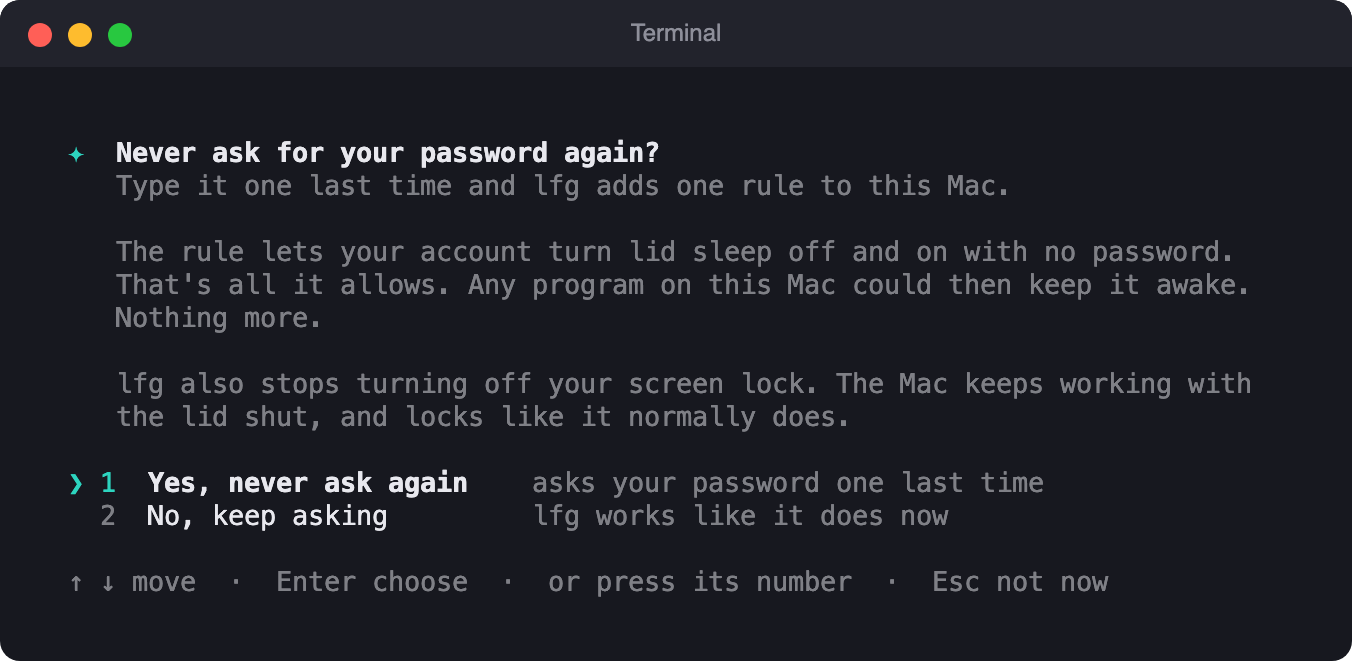 Terminal
✦ Never ask for your password again?
Type it one last time and lfg adds one rule to this Mac.
The rule lets your account turn lid sleep off and on with no password.
That's all it allows. Any program on this Mac could then keep it awake.
Nothing more.
lfg also stops turning off your screen lock. The Mac keeps working with
the lid shut, and locks like it normally does.
❯ 1 Yes, never ask again asks your password one last time
2 No, keep asking lfg works like it does now
↑ ↓ move · Enter choose · or press its number · Esc not now